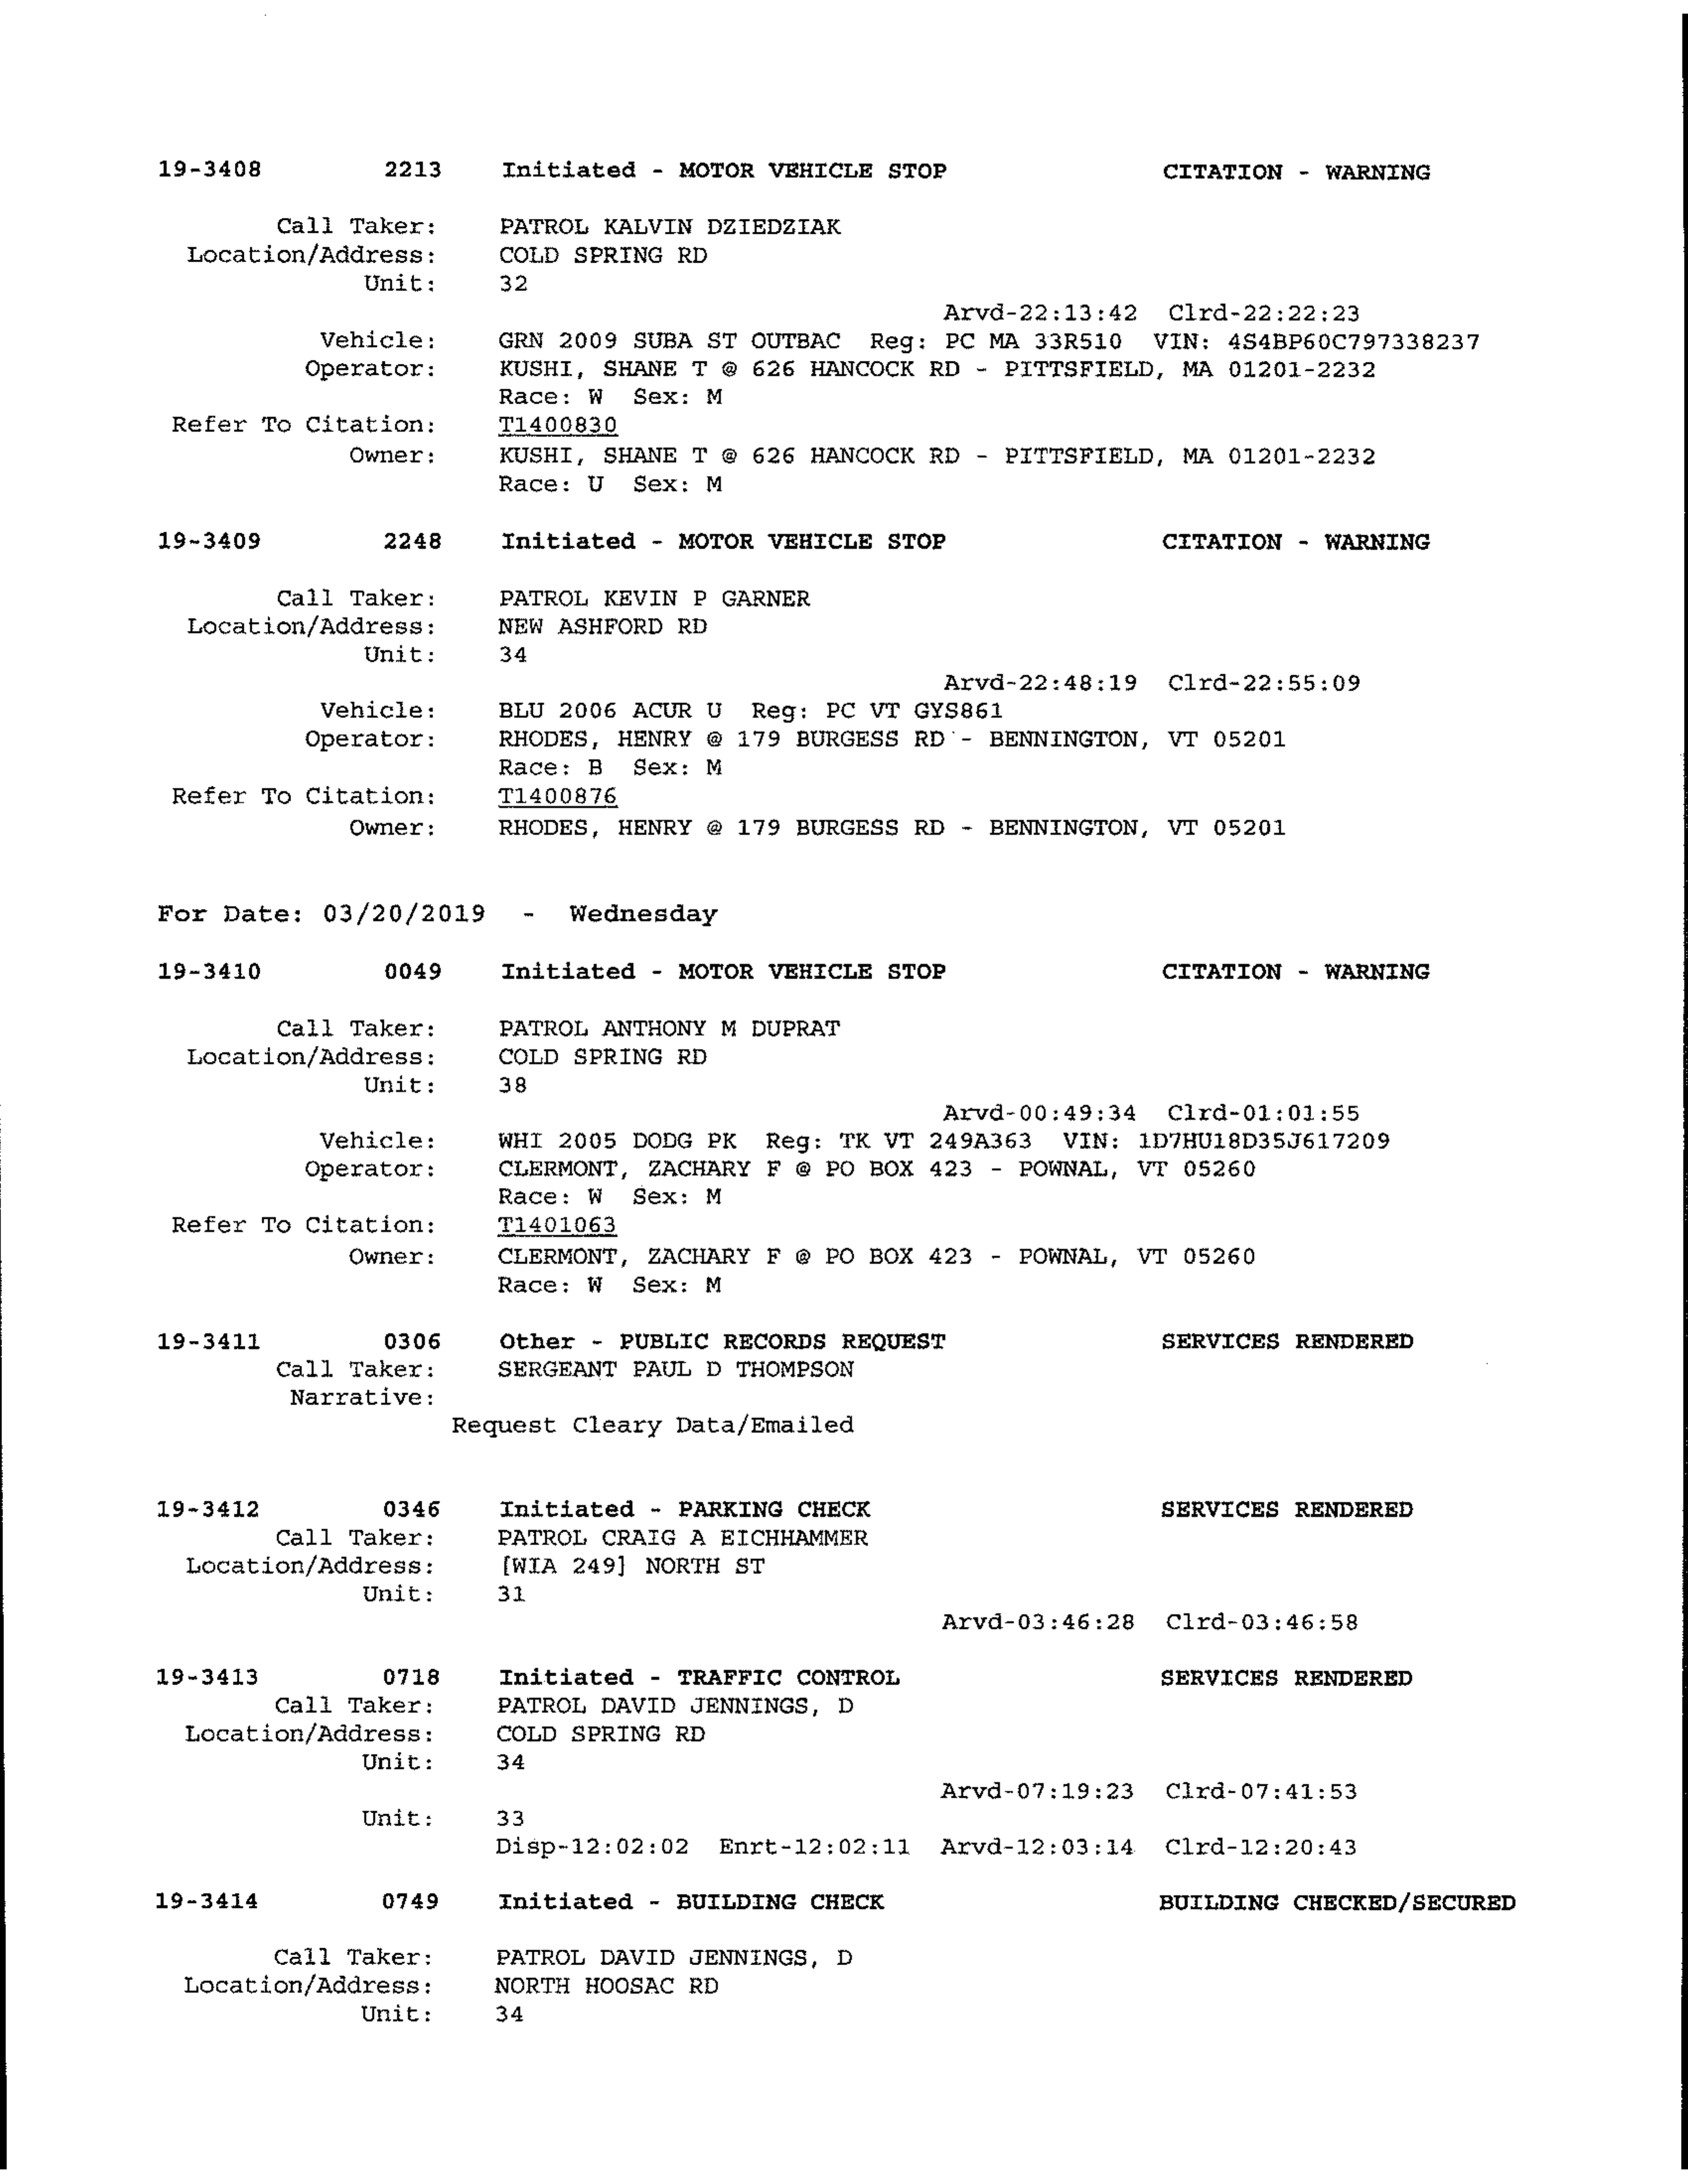 19-3408 2213 Initiated - MOTOR VEHICLE STOP CITATION - WARNING
Call Taker: PATROL KALVIN DZIEDZIAK
Location/Address: COLD SPRING RD
Unit: 32
Arvd-22:13:42 Clrd-22:22:23
Vehicle: GRN 2009 SUBA ST OUTBAC Reg: PC MA 33R510 VIN: 4S4BP60C797338237
Operator: KUSHI, SHANE T @ 626 HANCOCK RD - PITTSFIELD, MA 01201-2232
Race: W Sex: M
Refer To Citation: T1400830
Owner: KUSHI, SHANE T @ 626 HANCOCK RD - PITTSFIELD, MA 01201-2232
Race: U Sex: M
19-3409 2248 Initiated - MOTOR VEHICLE STOP CITATION - WARNING
Call Taker: PATROL KEVIN P GARNER
Location/Address: NEW ASHFORD RD
Unit: 34
Arvd-22:48:19 Clrd-22:55:09
Vehicle: BLU 2006 ACUR U Reg: PC VT GYS861
Operator: RHODES, HENRY @ 179 BURGESS RD - BENNINGTON, VT 05201
Race: B Sex: M
Refer To Citation: T1400876
Owner: RHODES, HENRY @ 179 BURGESS RD - BENNINGTON, VT 05201
For Date: 03/20/2019 - Wednesday
19-3410 0049 Initiated - MOTOR VEHICLE STOP CITATION - WARNING
Call Taker: PATROL ANTHONY M DUPRAT
Location/Address: COLD SPRING RD
Unit: 38
Arvd-00:49:34 Clrd-01:01:55
Vehicle: WHI 2005 DODG PK Reg: TK VT 249A363 VIN: 1D7HU18D35J617209
Operator: CLERMONT, ZACHARY F @ PO BOX 423 - POWNAL, VT 05260
Race: W Sex: M
Refer To Citation: T1401063
Owner: CLERMONT, ZACHARY F @ PO BOX 423 - POWNAL, VT 05260
Race: W Sex: M
19-3411 0306 Other - PUBLIC RECORDS REQUEST SERVICES RENDERED
Call Taker: SERGEANT PAUL D THOMPSON
Narrative:
Request Cleary Data/Emailed
19-3412 0346 Initiated - PARKING CHECK SERVICES RENDERED
Call Taker: PATROL CRAIG A EICHHAMMER
Location/Address: [WIA 249] NORTH ST
Unit: 31
Arvd-03:46:28 Clrd-03:46:58
19-3413 0718 Initiated - TRAFFIC CONTROL SERVICES RENDERED
Call Taker: PATROL DAVID JENNINGS, D
Location/Address: COLD SPRING RD
Unit: 34
Arvd-07:19:23 Clrd-07:41:53
Unit: 33
Disp-12:02:02 Enrt-12:02:11 Arvd-12:03:14 Clrd-12:20:43
19-3414 0749 Initiated - BUILDING CHECK BUILDING CHECKED/SECURED
Call Taker: PATROL DAVID JENNINGS, D
Location/Address: NORTH HOOSAC RD
Unit: 34